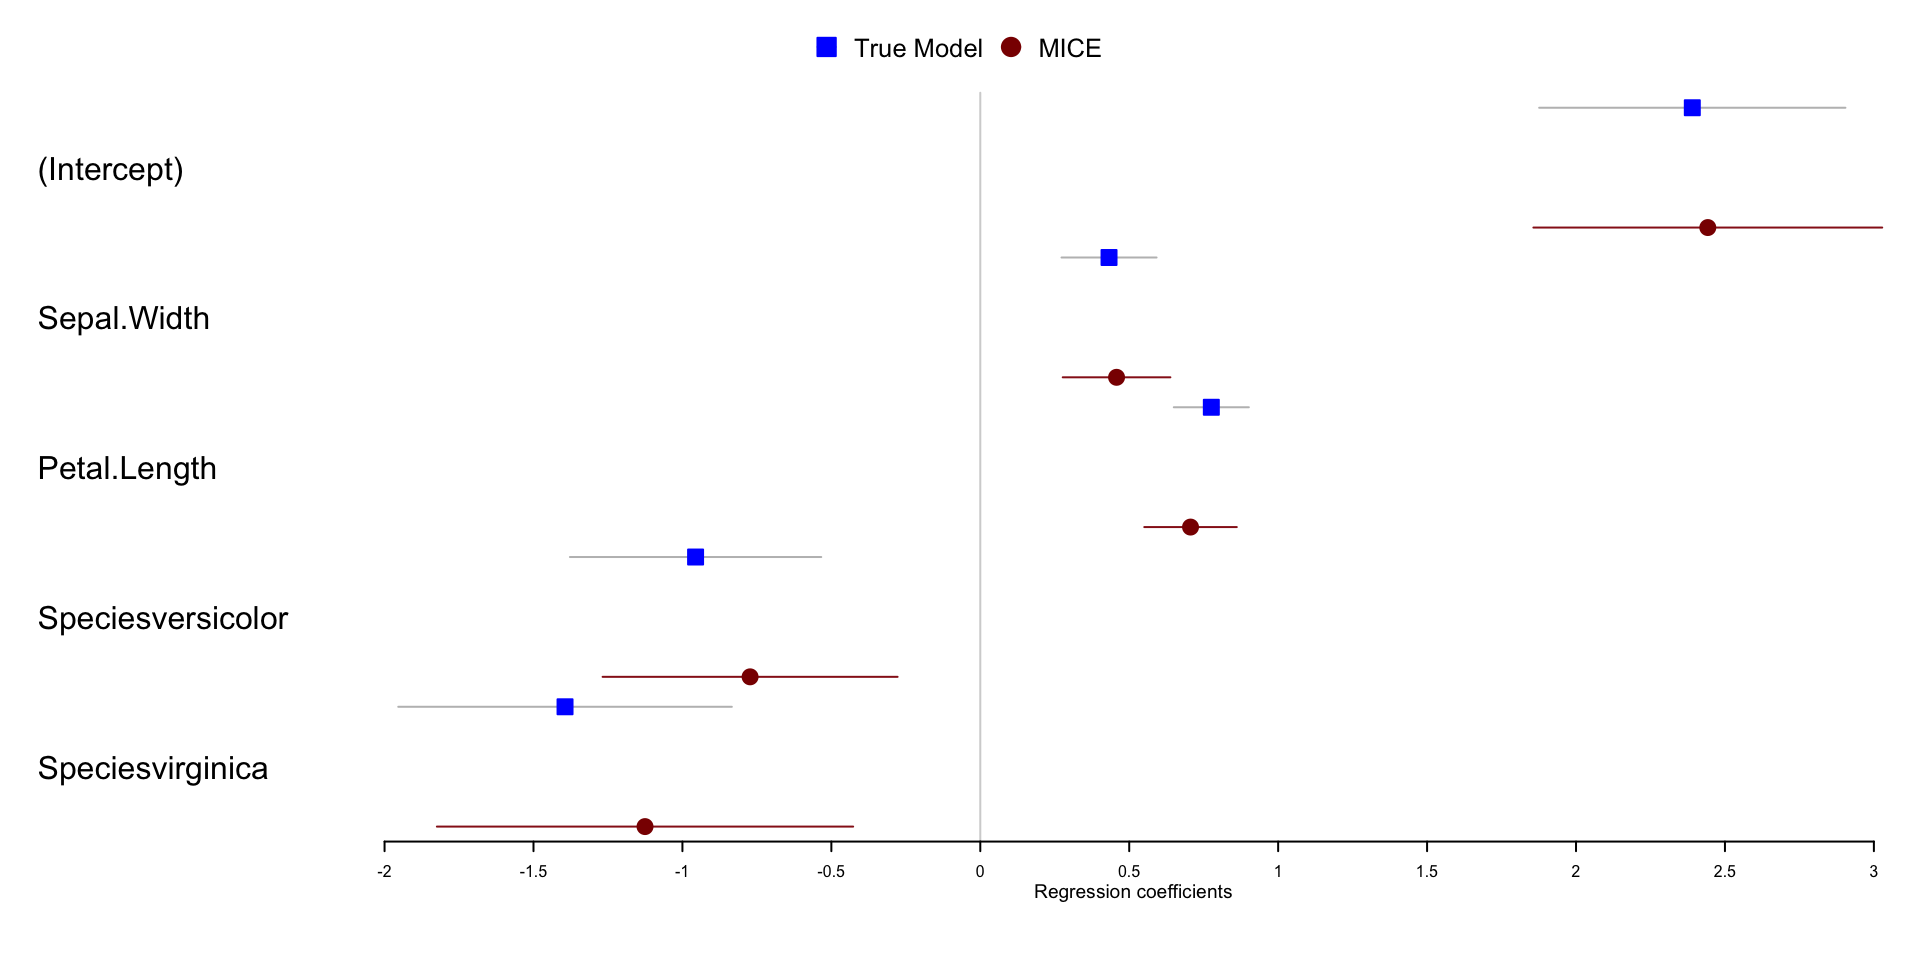 True Model MICE
(Intercept)
Sepal.Width
Petal.Length
Speciesversicolor
Speciesvirginica
-2 -1.5 -1 -0.5 0 0.5 1 1.5 2 2.5 3
Regression coefficients